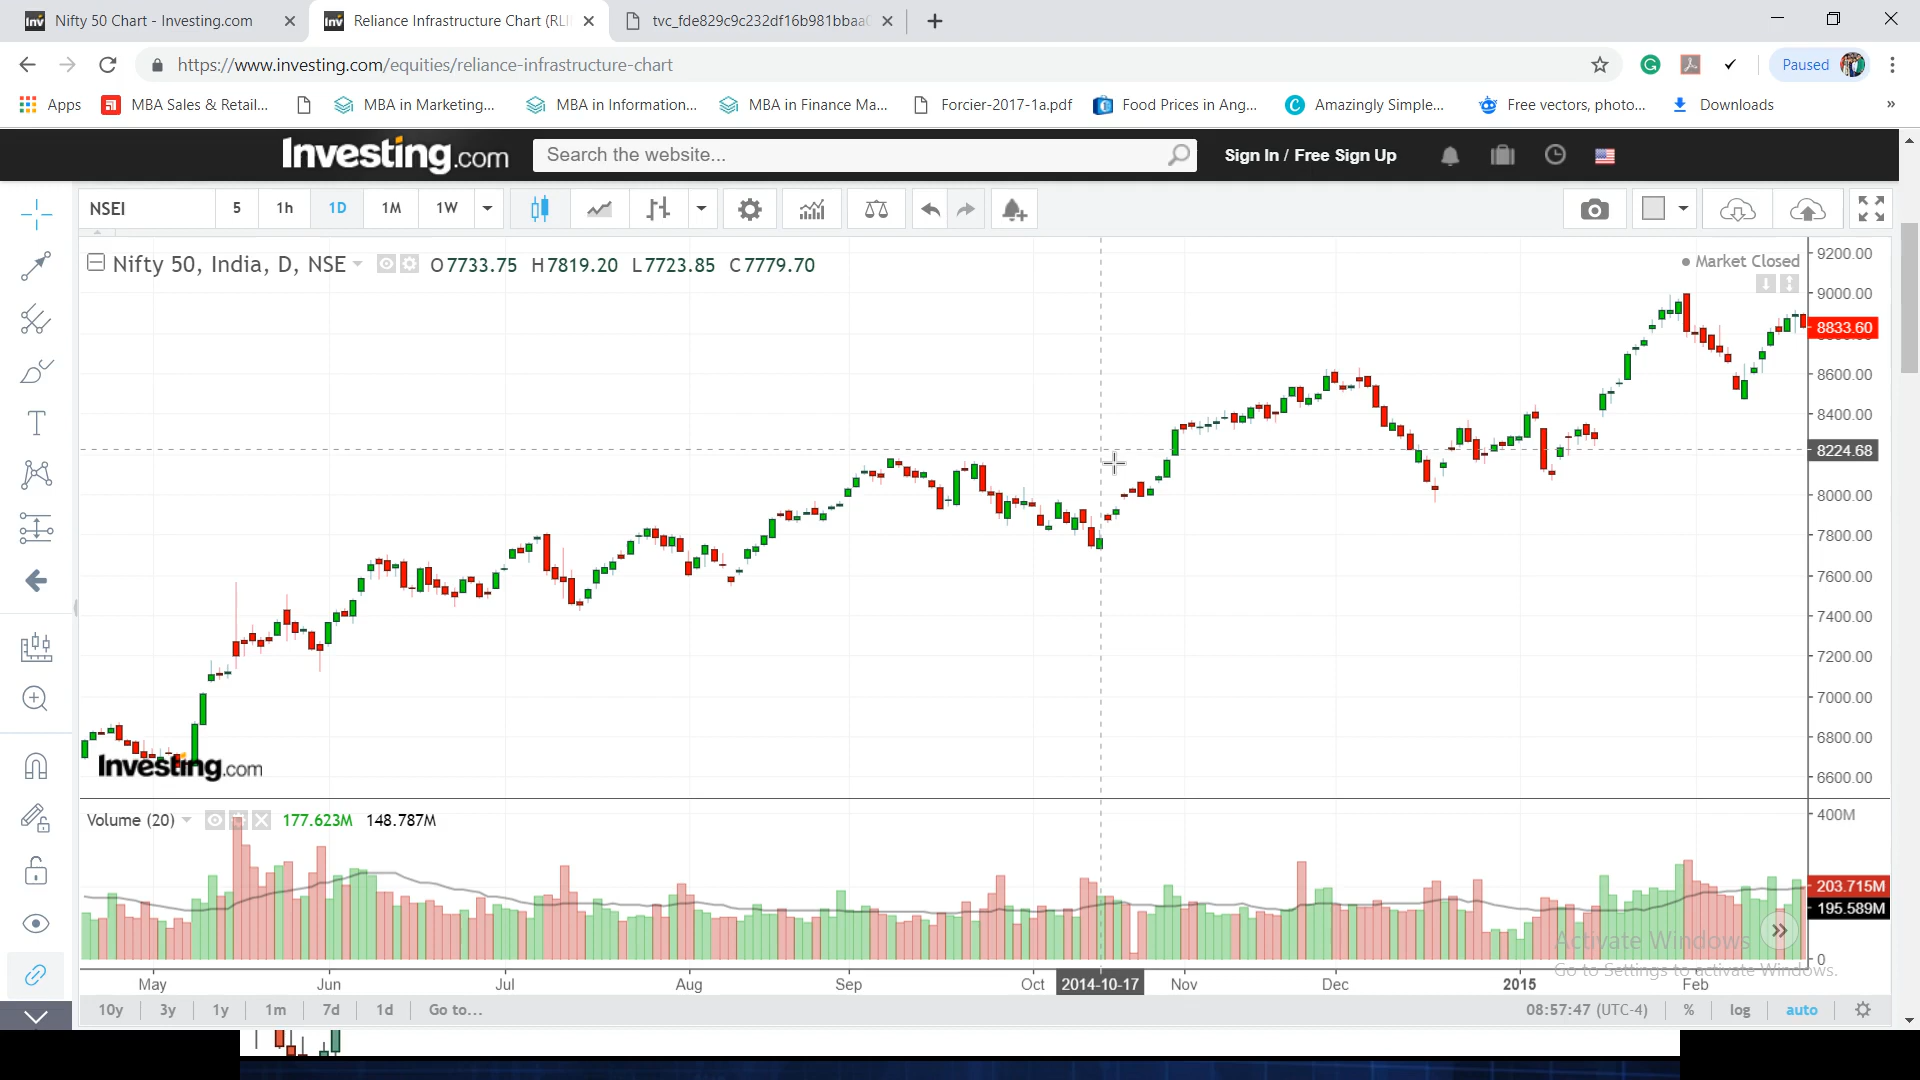 Nifty 50 Chart - Investing.com
Reliance Infrastructure Chart (RLI
tvc_fde829c9c232df16b981bbaa
https://www.investing.com/equities/reliance-infrastructure-chart
Paused
Apps
MBA Sales & Retail...
MBA in Marketing...
MBA in Information...
MBA in Finance Ma...
Forcier-2017-1a.pdf
Food Prices in Ang...
Amazingly Simple...
Free vectors, photo...
Downloads
»
Investing.com
Search the website...
Sign In / Free Sign Up
NSEI
5
1h
1D
1M
1W
Nifty 50, India, D, NSE
O7733.75 H7819.20 L7723.85 C7779.70
Market Closed
9200.00
9000.00
8833.60
8600.00
8400.00
8224.68
8000.00
7800.00
7600.00
7400.00
7200.00
7000.00
6800.00
6600.00
Investing.com
Volume (20)
177.623M 148.787M
400M
203.715M
195.589M
0
Activate Windows
Go to Settings to activate Windows.
May
Jun
Jul
Aug
Sep
Oct
2014-10-17
Nov
Dec
2015
Feb
10y
3y
1y
1m
7d
1d
Go to...
08:57:47 (UTC-4)
%
log
auto